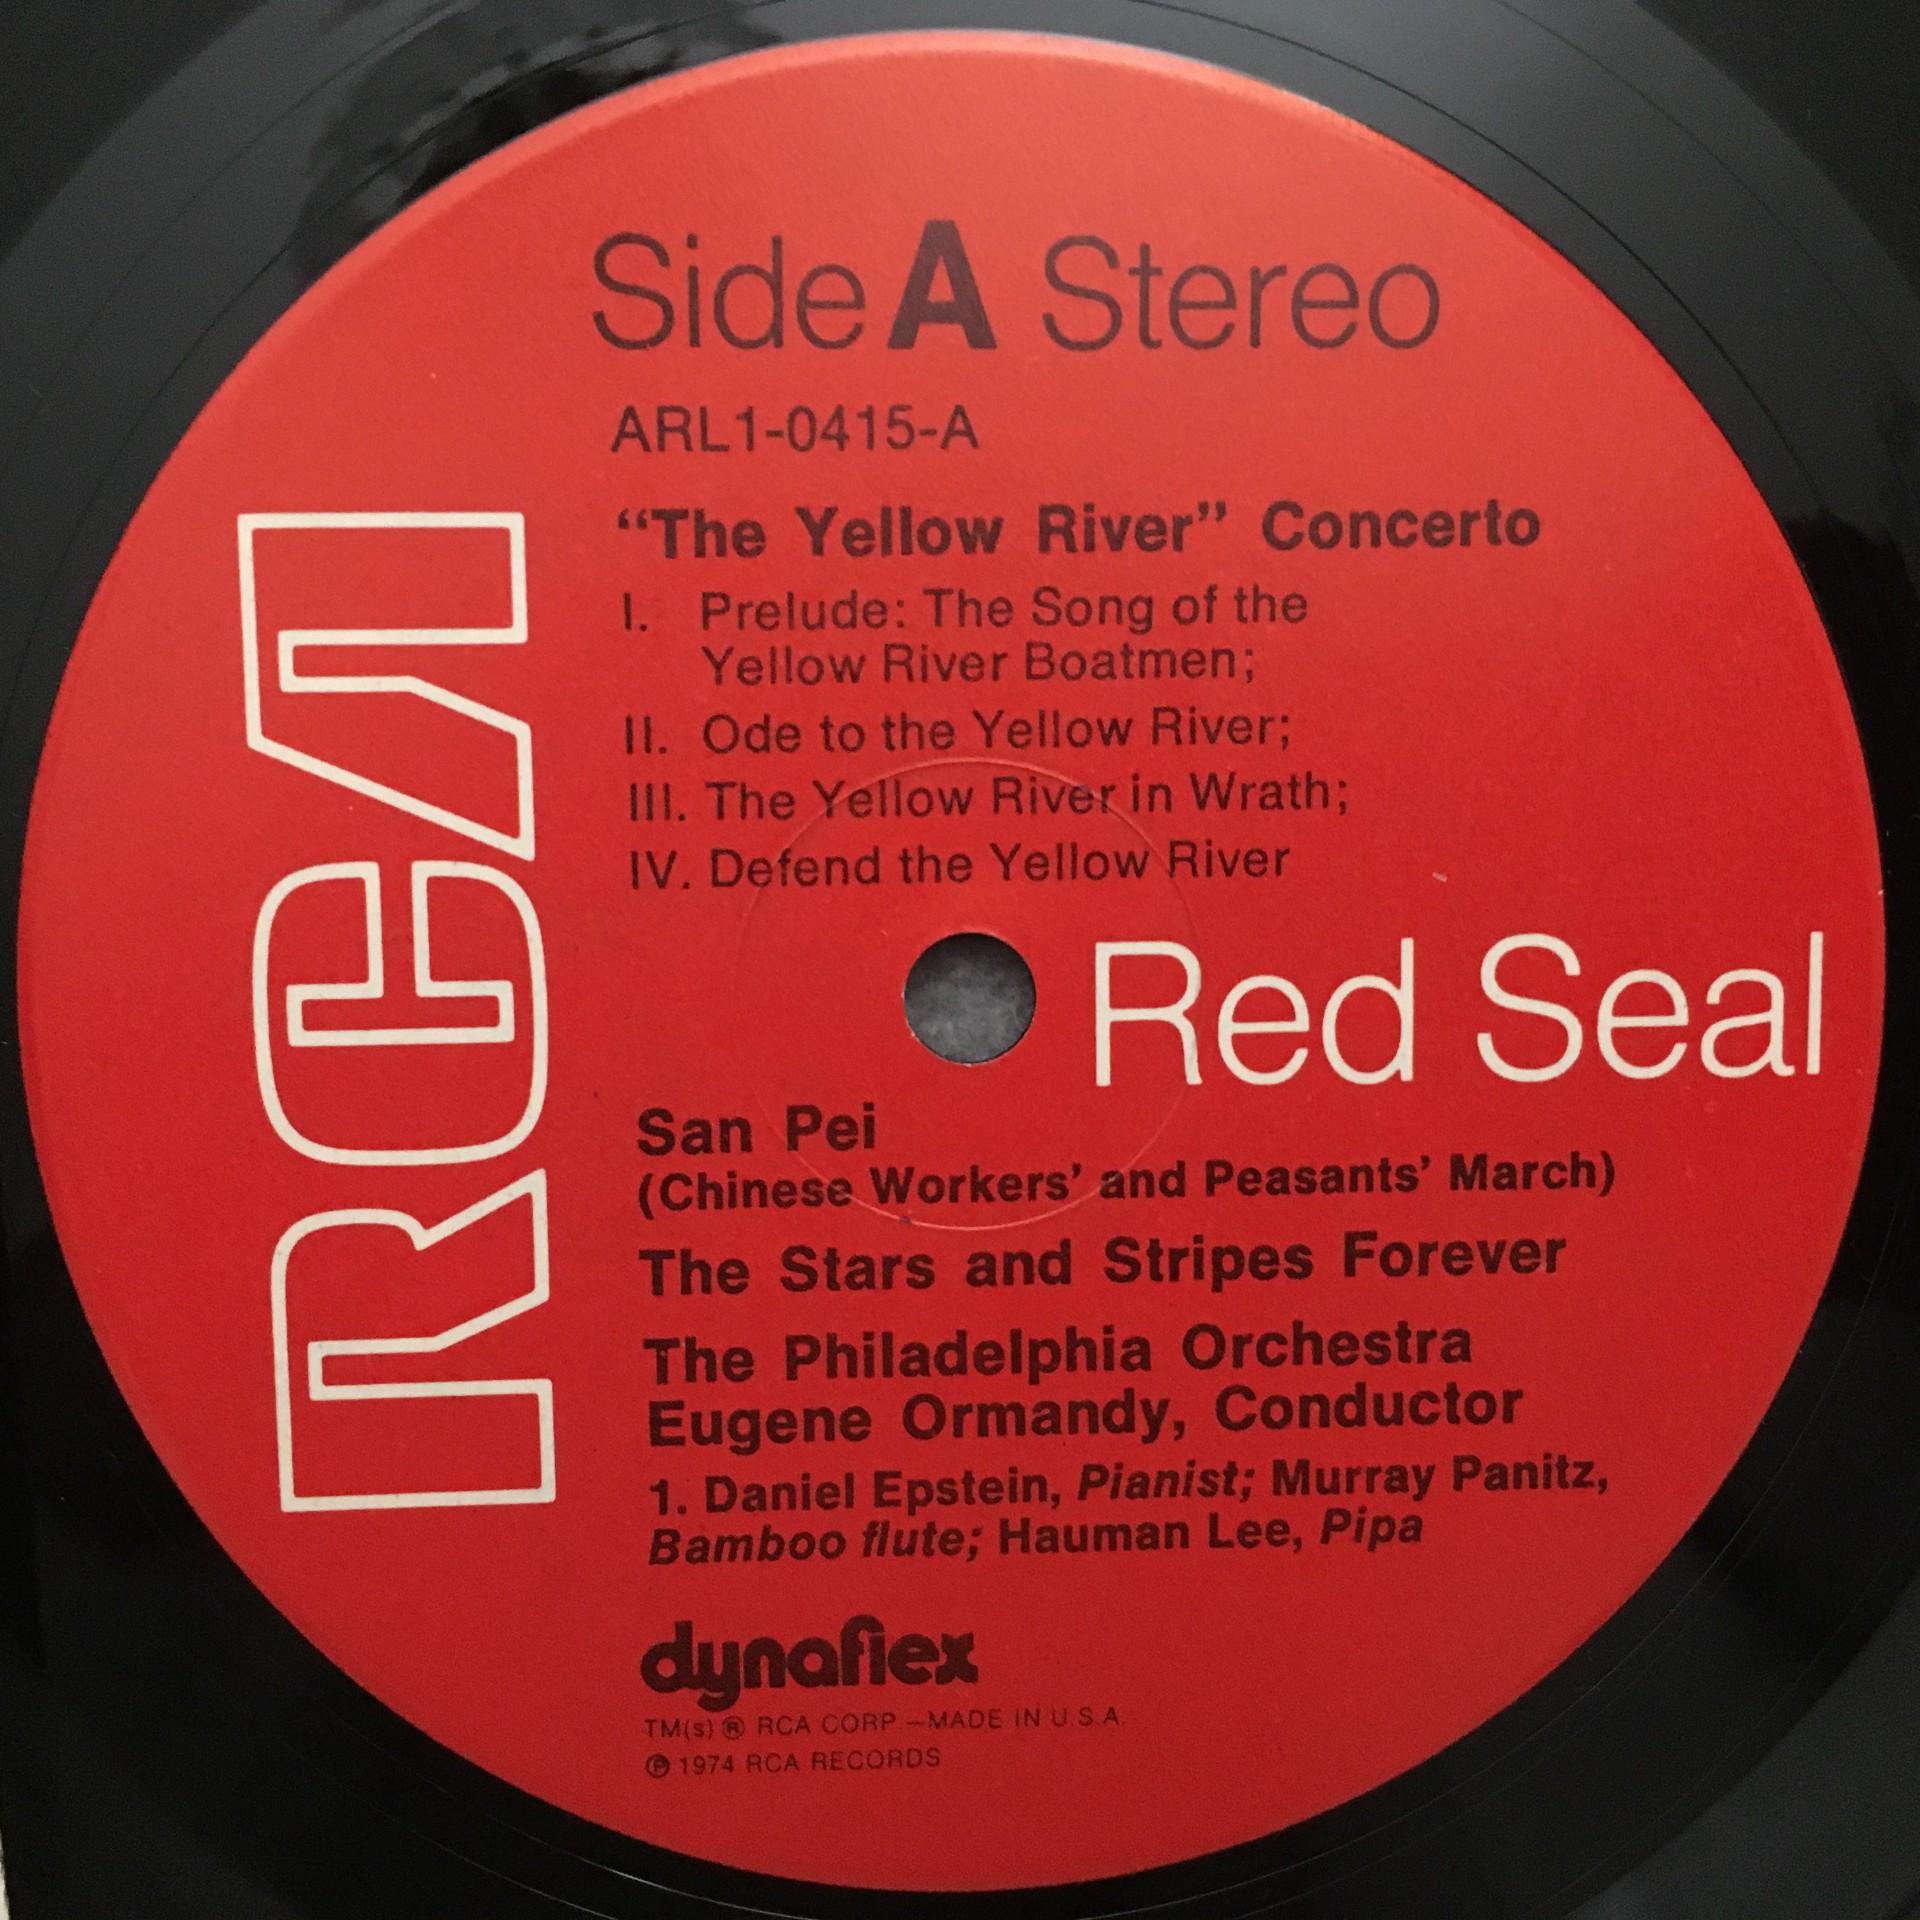 Side A Stereo
ARL1-0415-A
“The Yellow River” Concerto
I. Prelude: The Song of the
Yellow River Boatmen;
II. Ode to the Yellow River;
III. The Yellow River in Wrath;
IV. Defend the Yellow River
RCA
Red Seal
San Pei
(Chinese Workers’ and Peasants’ March)
The Stars and Stripes Forever
The Philadelphia Orchestra
Eugene Ormandy, Conductor
1. Daniel Epstein, Pianist; Murray Panitz,
Bamboo flute; Hauman Lee, Pipa
dynaflex
TM(s) ® RCA CORP.–MADE IN U.S.A.
℗ 1974 RCA RECORDS